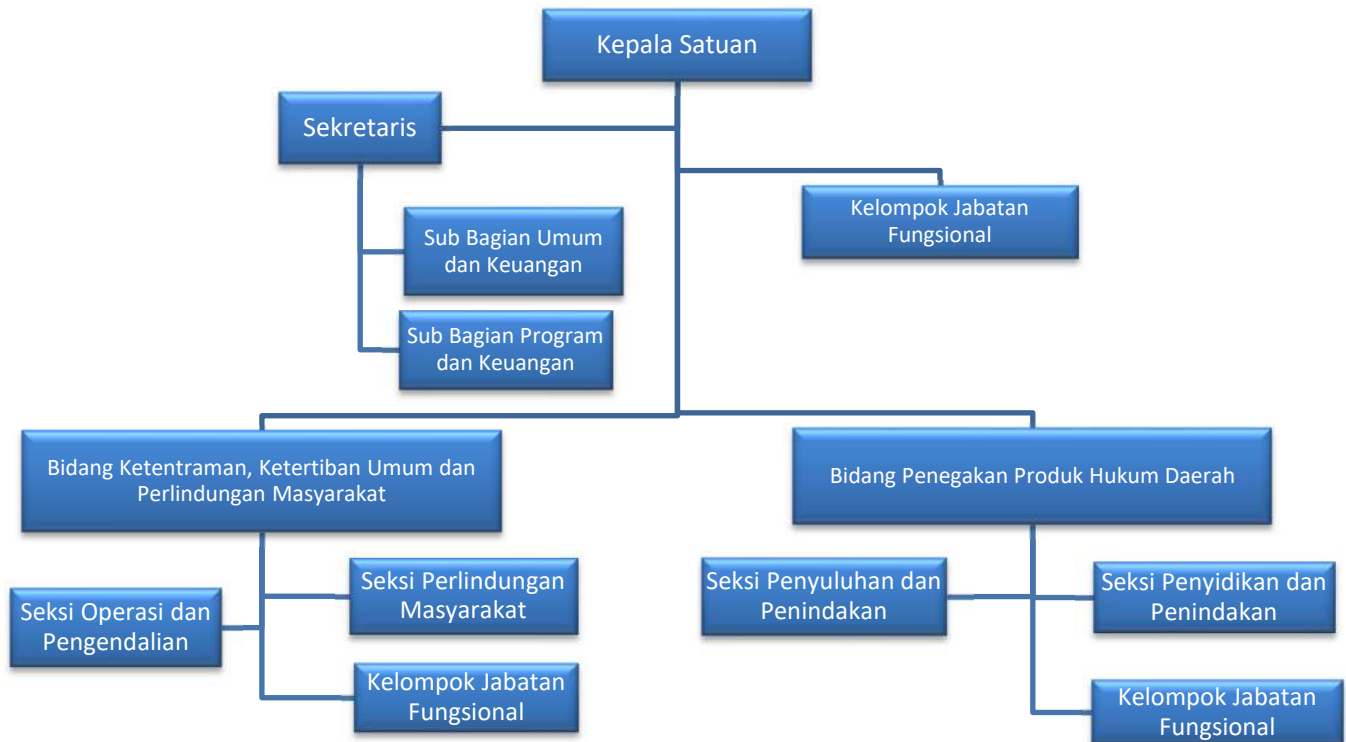 Kepala Satuan
Sekretaris
Kelompok Jabatan
Fungsional
Sub Bagian Umum
dan Keuangan
Sub Bagian Program
dan Keuangan
Bidang Ketentraman, Ketertiban Umum dan
Perlindungan Masyarakat
Bidang Penegakan Produk Hukum Daerah
Seksi Operasi dan
Pengendalian
Seksi Perlindungan
Masyarakat
Kelompok Jabatan
Fungsional
Seksi Penyuluhan dan
Penindakan
Seksi Penyidikan dan
Penindakan
Kelompok Jabatan
Fungsional